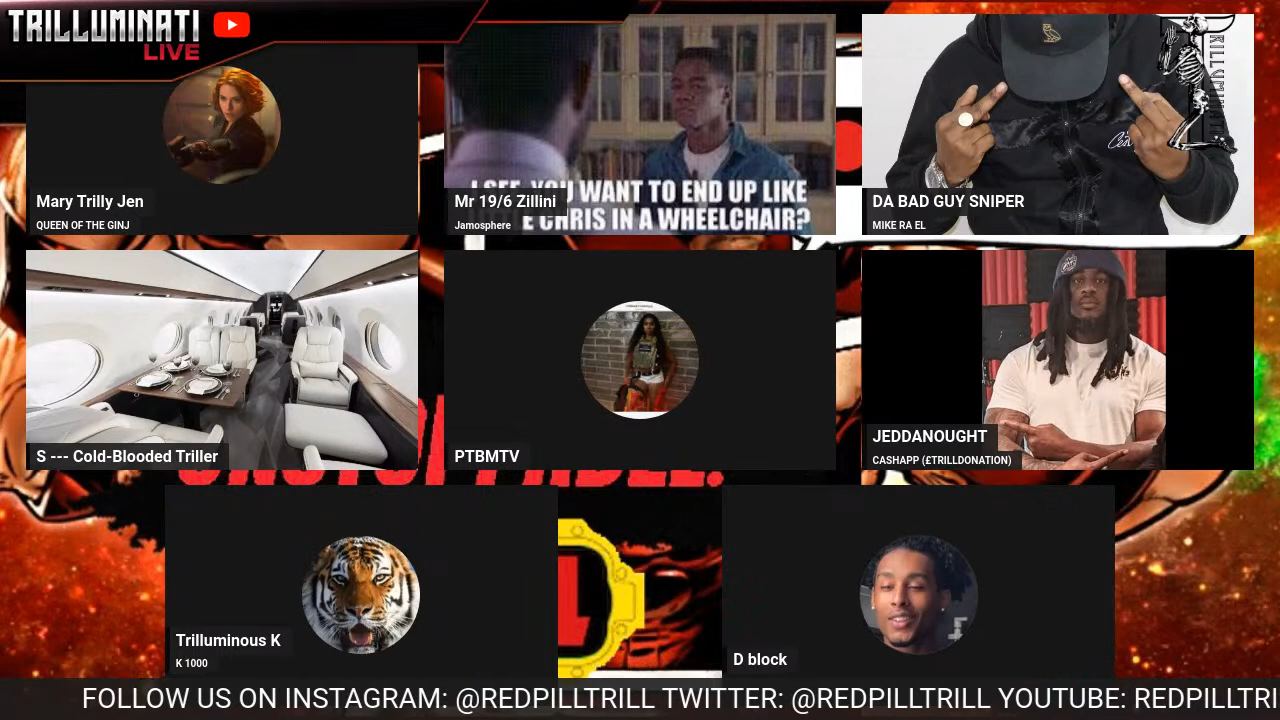 TRILLUMINATI
LIVE
Mary Trilly Jen
QUEEN OF THE GINJ
I SEE, YOU WANT TO END UP LIKE
CHRIS IN A WHEELCHAIR?
Mr 19/6 Zillini
Jamosphere
DA BAD GUY SNIPER
MIKE RA EL
S --- Cold-Blooded Triller
PTBMTV
JEDDANOUGHT
CASHAPP (£TRILLDONATION)
Trilluminous K
K 1000
D block
FOLLOW US ON INSTAGRAM: @REDPILLTRILL TWITTER: @REDPILLTRILL YOUTUBE: REDPILLTRI